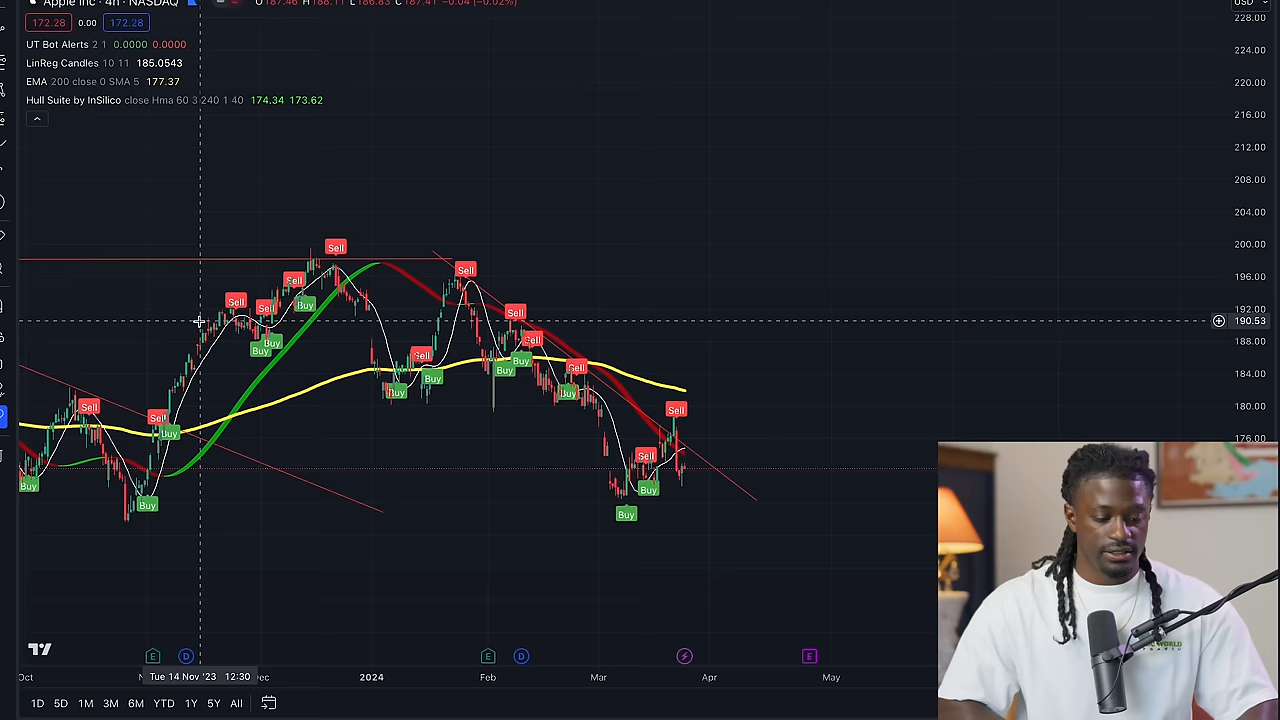 Apple Inc · 4h · NASDAQ O187.46 H188.11 L186.83 C187.41 −0.04 (−0.02%)
USD
172.28 0.00 172.28
UT Bot Alerts 2 1 0.0000 0.0000
LinReg Candles 10 11 185.0543
EMA 200 close 0 SMA 5 177.37
Hull Suite by InSilico close Hma 60 3 240 1 40 174.34 173.62
228.00
224.00
220.00
216.00
212.00
208.00
204.00
200.00
196.00
192.00
190.53
188.00
184.00
180.00
176.00
Sell
Sell
Sell
Sell
Buy
Sell
Sell
Sell
Buy
Buy
Sell
Sell
Buy
Buy
Sell
Buy
Buy
Buy
Sell
Sell
Sell
Buy
Sell
Buy
Buy
Buy
Buy
E D E D E
Oct
Tue 14 Nov '23 12:30
2024 Feb Mar Apr May
1D 5D 1M 3M 6M YTD 1Y 5Y All